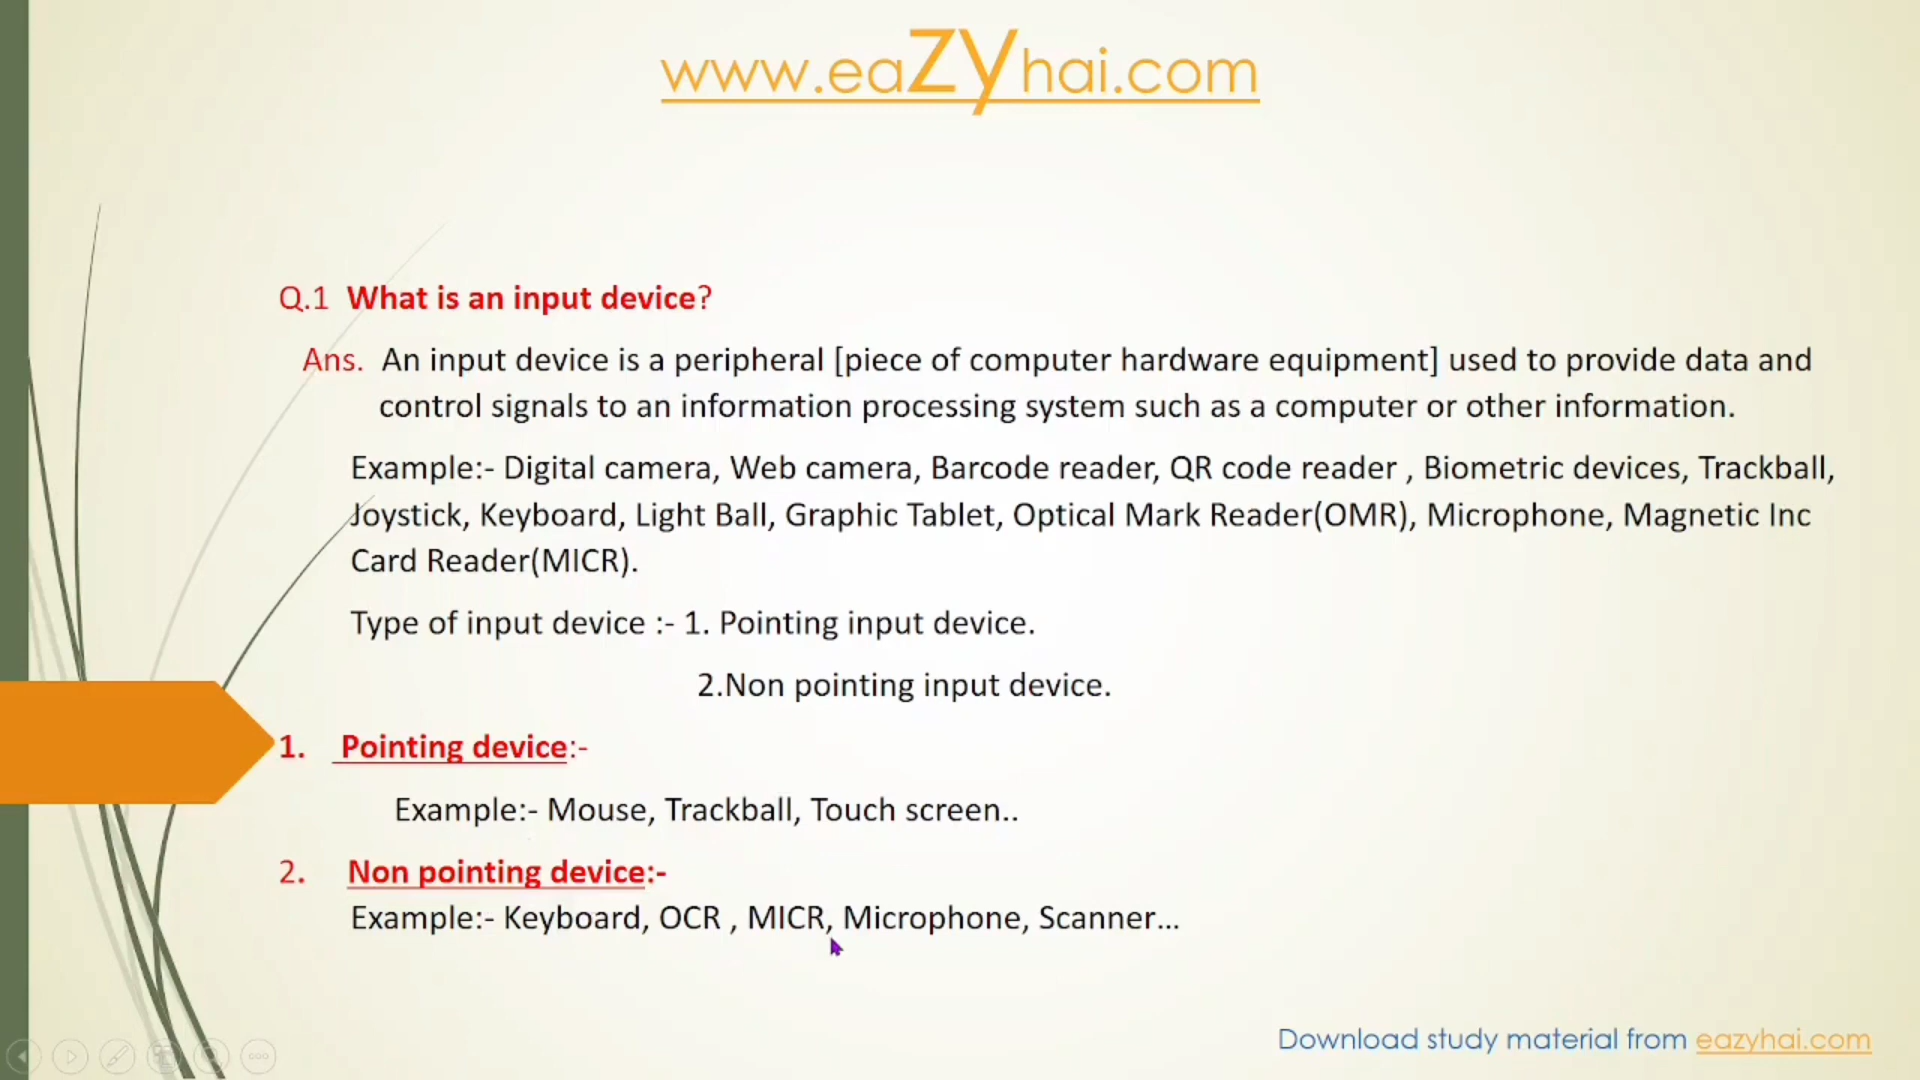 www.eaZYhai.com
Q.1 What is an input device?
Ans. An input device is a peripheral [piece of computer hardware equipment] used to provide data and
control signals to an information processing system such as a computer or other information.
Example:- Digital camera, Web camera, Barcode reader, QR code reader , Biometric devices, Trackball,
Joystick, Keyboard, Light Ball, Graphic Tablet, Optical Mark Reader(OMR), Microphone, Magnetic Inc
Card Reader(MICR).
Type of input device :- 1. Pointing input device.
2.Non pointing input device.
1. Pointing device:-
Example:- Mouse, Trackball, Touch screen..
2. Non pointing device:-
Example:- Keyboard, OCR , MICR, Microphone, Scanner...
Download study material from eazyhai.com